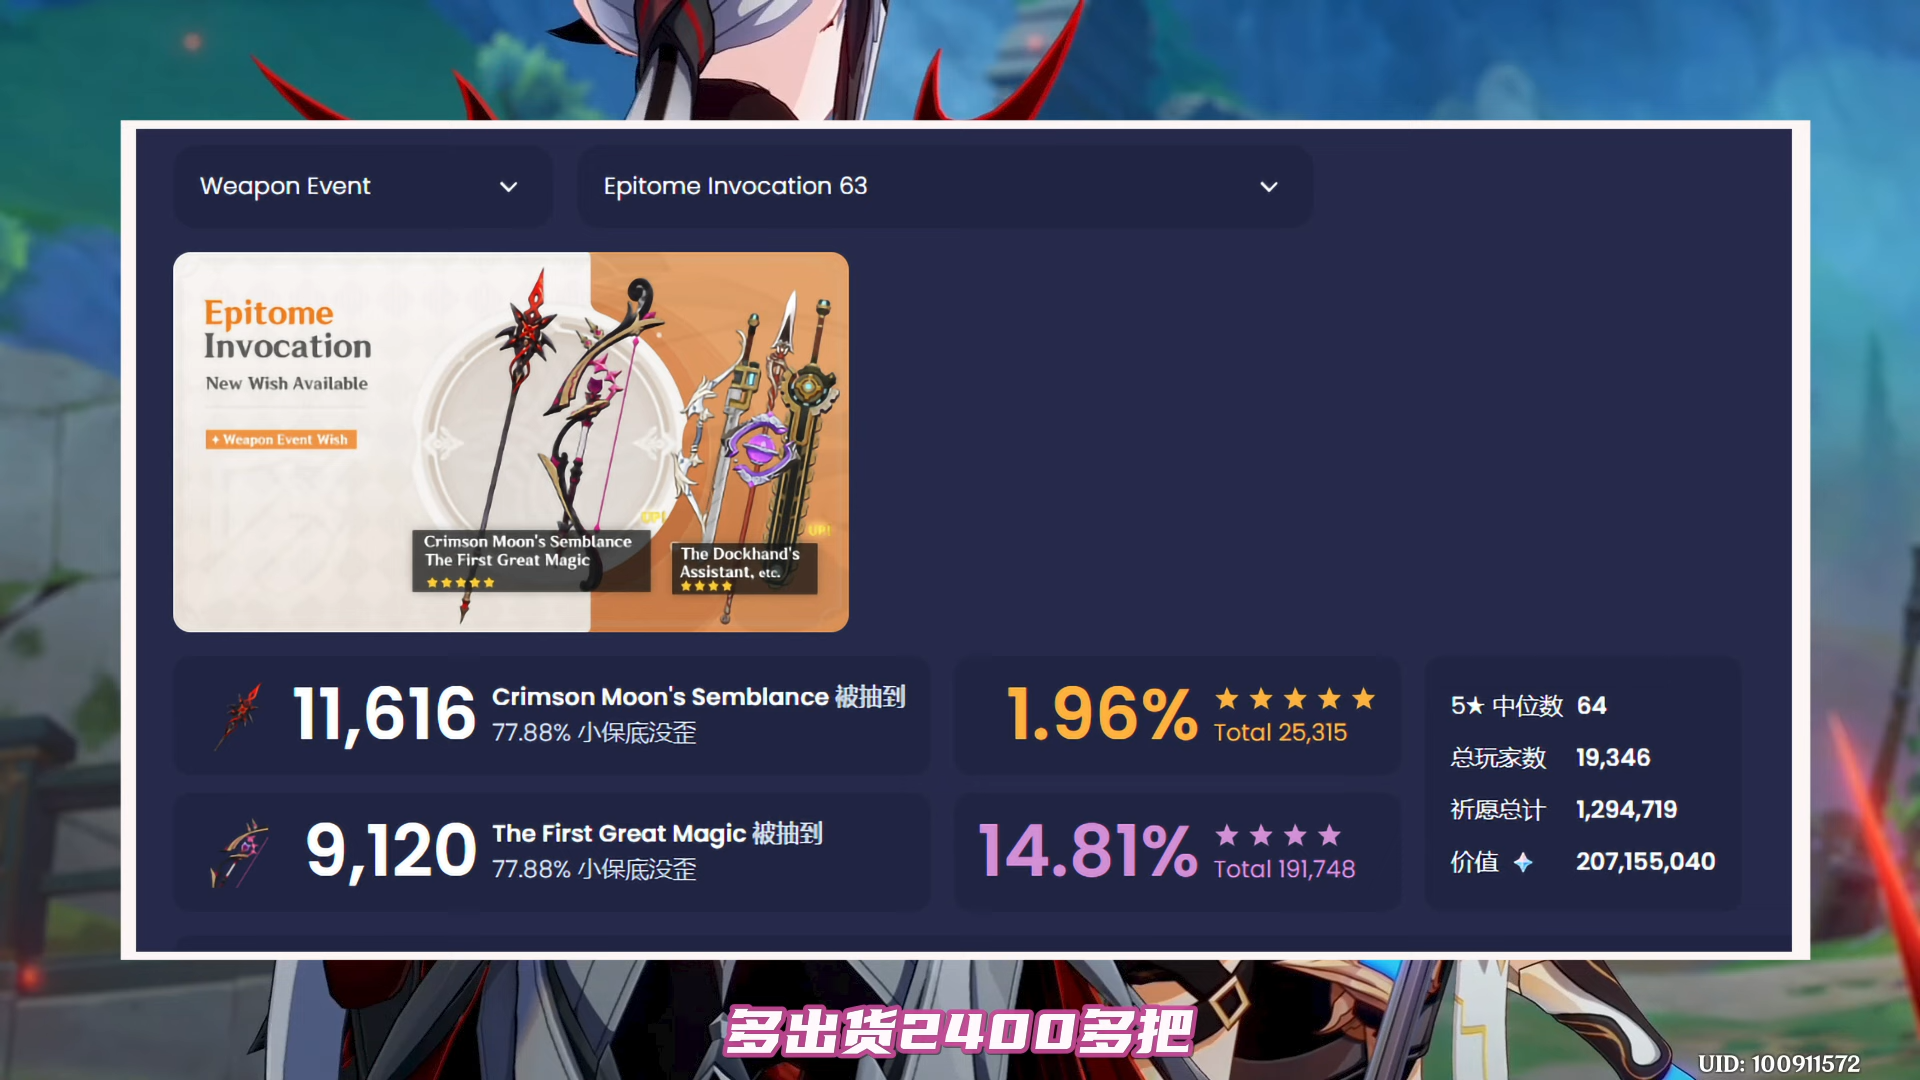 Weapon Event
Epitome Invocation 63
Epitome
Invocation
New Wish Available
Weapon Event Wish
UP!
Crimson Moon's Semblance
The First Great Magic
UP!
The Dockhand's
Assistant, etc.
11,616
Crimson Moon's Semblance 被抽到
77.88% 小保底没歪
1.96%
★★★★★
Total 25,315
9,120
The First Great Magic 被抽到
77.88% 小保底没歪
14.81%
★★★★
Total 191,748
5★ 中位数 64
总玩家数 19,346
祈愿总计 1,294,719
价值 207,155,040
多出货2400多把
UID: 100911572